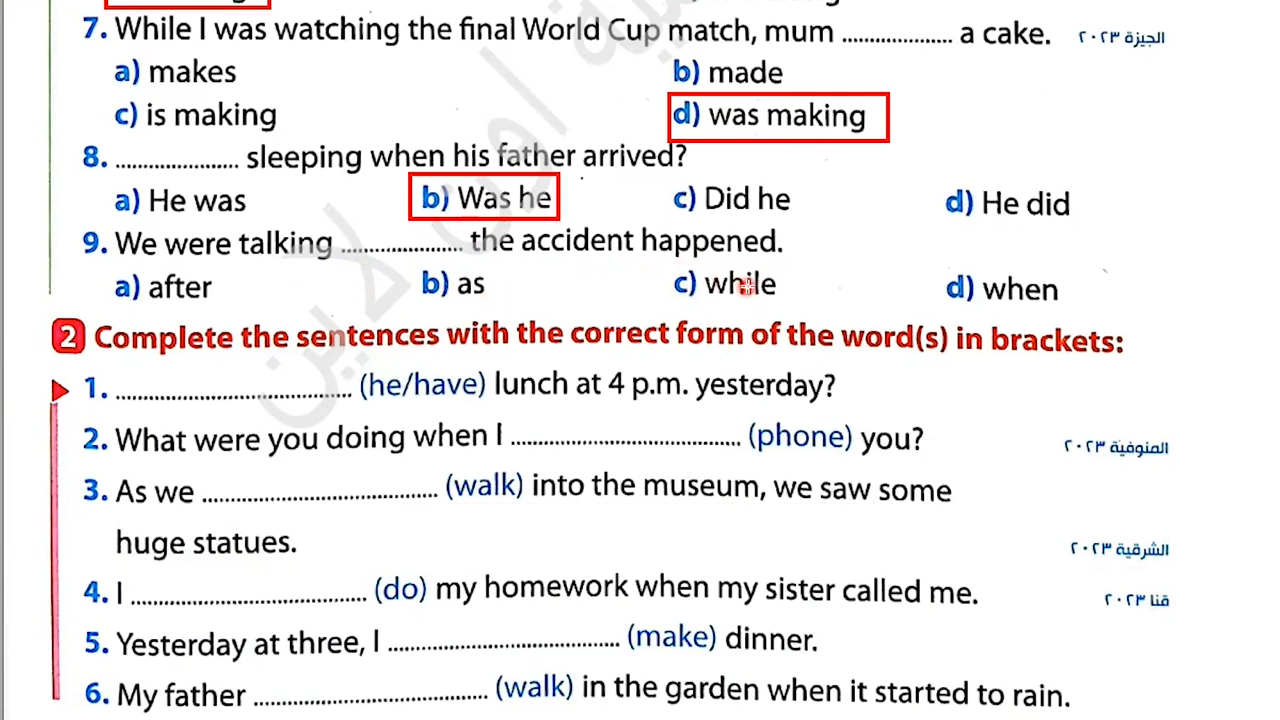 7. While I was watching the final World Cup match, mum .................... a cake. الجيزة ٢٠٢٣
a) makes b) made
c) is making d) was making
8. ...................... sleeping when his father arrived?
a) He was b) Was he c) Did he d) He did
9. We were talking ...................... the accident happened.
a) after b) as c) while d) when
2 Complete the sentences with the correct form of the word(s) in brackets:
1. .......................................... (he/have) lunch at 4 p.m. yesterday?
2. What were you doing when I .......................................... (phone) you? المنوفية ٢٠٢٣
3. As we .......................................... (walk) into the museum, we saw some
huge statues. الشرقية ٢٠٢٣
4. I .......................................... (do) my homework when my sister called me. قنا ٢٠٢٣
5. Yesterday at three, I .......................................... (make) dinner.
6. My father .......................................... (walk) in the garden when it started to rain.
اون لاين